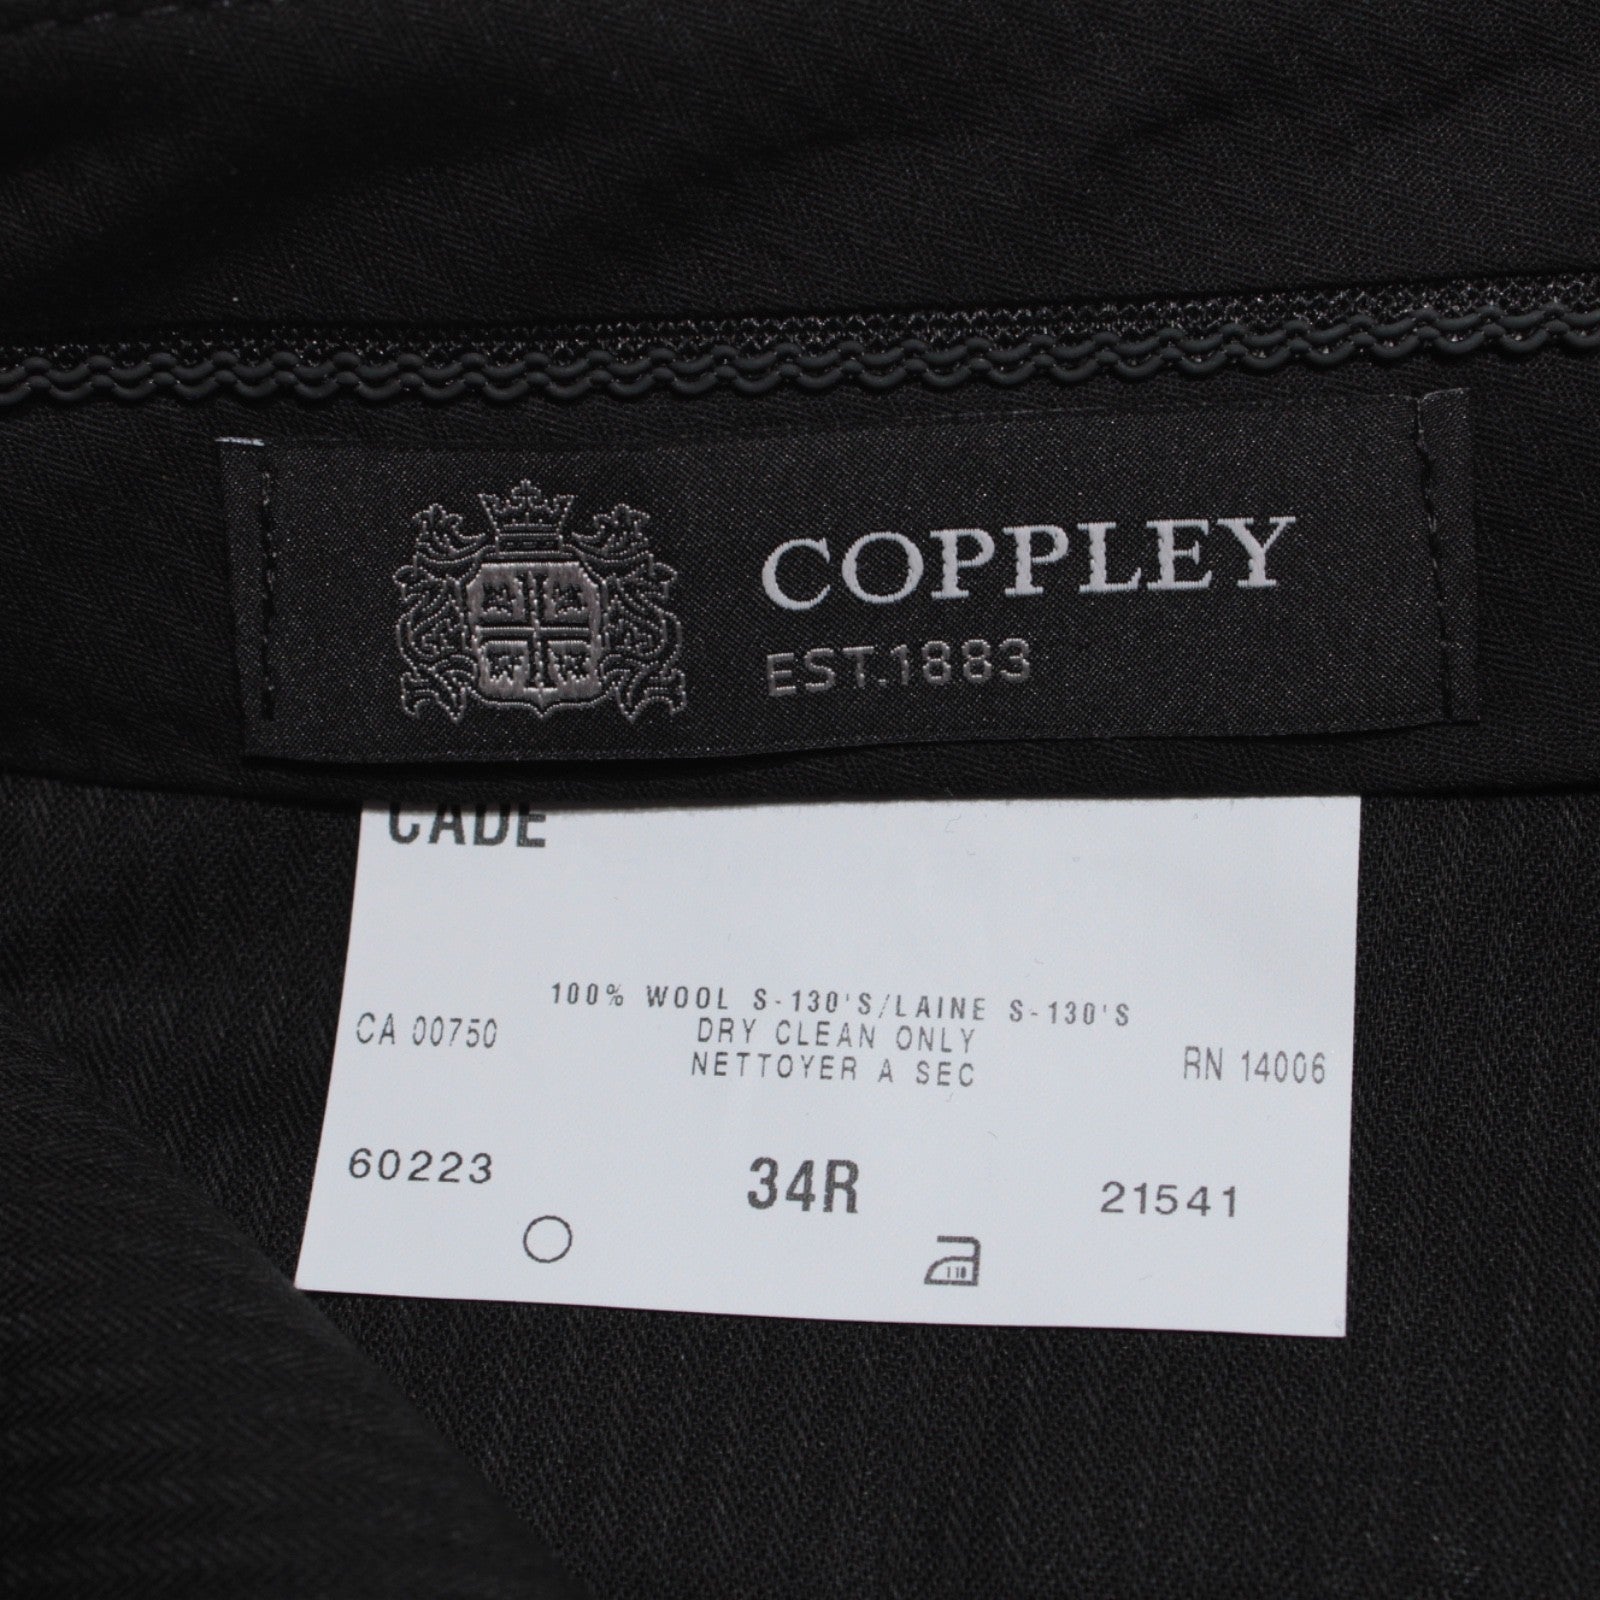 COPPLEY
EST.1883
CADE
100% WOOL S-130'S/LAINE S-130'S
CA 00750 DRY CLEAN ONLY
NETTOYER A SEC RN 14006
60223 34R 21541
110